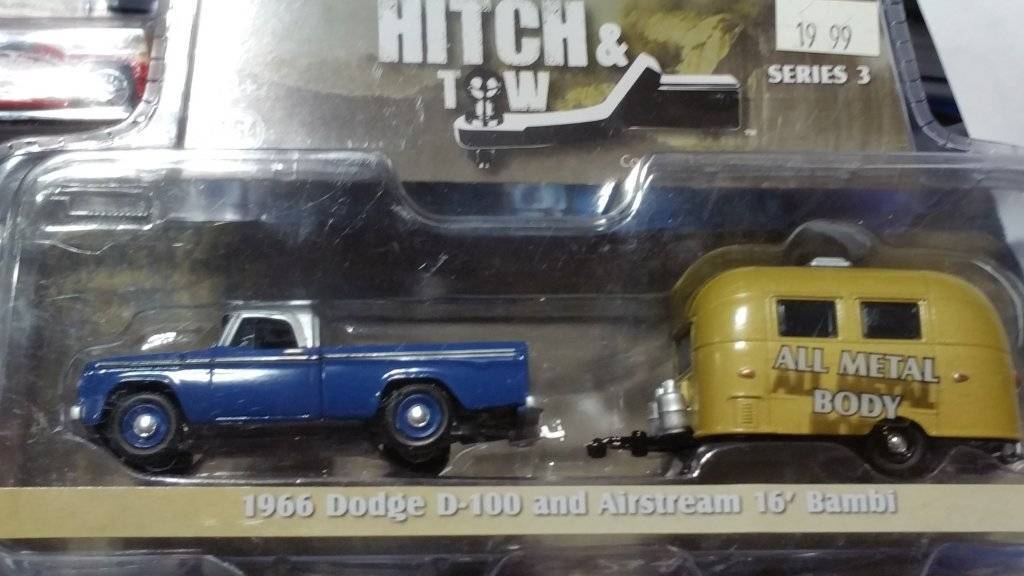 HITCH &
TOW
19 99
SERIES 3
ALL METAL
BODY
1966 Dodge D-100 and Airstream 16' Bambi